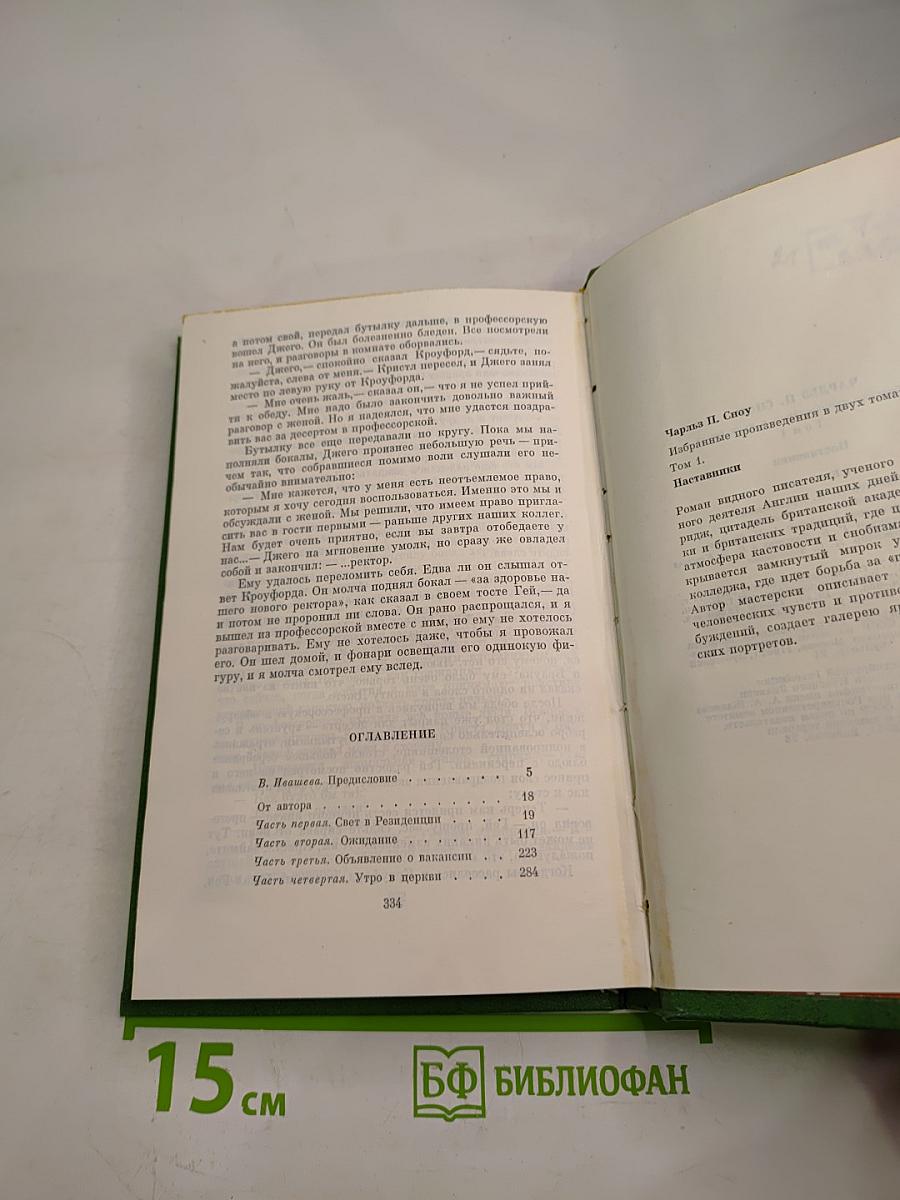 а потом свой, передал бутылку дальше, в профессорскую
вошел Джего. Он был болезненно бледен. Все посмотрели
на него, и разговоры в комнате оборвались.
— Джего,— спокойно сказал Кроуфорд,— сядьте, по-
жалуйста, слева от меня.— Кристл пересел, и Джего занял
место по левую руку от Кроуфорда.
— Мне очень жаль,— сказал он,— что я не успел прий-
ти к обеду. Мне надо было закончить довольно важный
разговор с женой. Но я надеялся, что мне удастся поздра-
вить вас за десертом в профессорской.
Бутылку все еще передавали по кругу. Пока мы на-
полняли бокалы, Джего произнес небольшую речь — при-
чем так, что собравшиеся помимо воли слушали его не-
обычайно внимательно:
— Мне кажется, что у меня есть неотъемлемое право,
которым я хочу сегодня воспользоваться. Именно это мы и
обсуждали с женой. Мы решили, что имеем право пригла-
сить вас в гости первыми — раньше других наших коллег.
Нам будет очень приятно, если вы завтра отобедаете у
нас...— Джего на мгновение умолк, но сразу же овладел
собой и закончил: — ...ректор.
Ему удалось переломить себя. Едва ли он слышал от-
вет Кроуфорда. Он молча поднял бокал — «за здоровье на-
шего нового ректора», как сказал в своем тосте Гей,— да
и потом не проронил ни слова. Он рано распрощался, и я
вышел из профессорской вместе с ним, но ему не хотелось
разговаривать. Ему не хотелось даже, чтобы я провожал
его. Он шел домой, и фонари освещали его одинокую фи-
гуру, и я молча смотрел ему вслед.
ОГЛАВЛЕНИЕ
В. Ивашева. Предисловие . . . . . . . 5
От автора . . . . . . . . . . . 18
Часть первая. Свет в Резиденции . . . . . 19
Часть вторая. Ожидание . . . . . . . 117
Часть третья. Объявление о вакансии . . 223
Часть четвертая. Утро в церкви . . . . 284
334
Чарльз П. Сноу
Избранные произведения в двух тома
Том 1.
Наставники
Роман видного писателя, ученого
ного деятеля Англии наших дней
ридж, цитадель британской акаде
ки и британских традиций, где ц
атмосфера кастовости и снобизма
крывается замкнутый мирок у
колледжа, где идет борьба за «п
Автор мастерски описывает
человеческих чувств и противо
буждений, создает галерею яр
ских портретов.
15 см
БФ БИБЛИОФАН